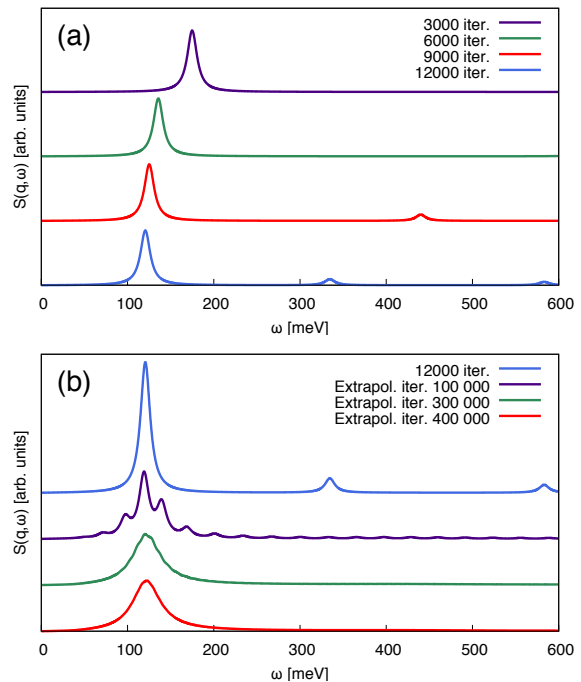 (a)
3000 iter.
6000 iter.
9000 iter.
12000 iter.
S(q,ω) [arb. units]
0 100 200 300 400 500 600
ω [meV]
(b)
12000 iter.
Extrapol. iter. 100 000
Extrapol. iter. 300 000
Extrapol. iter. 400 000
S(q,ω) [arb. units]
0 100 200 300 400 500 600
ω [meV]